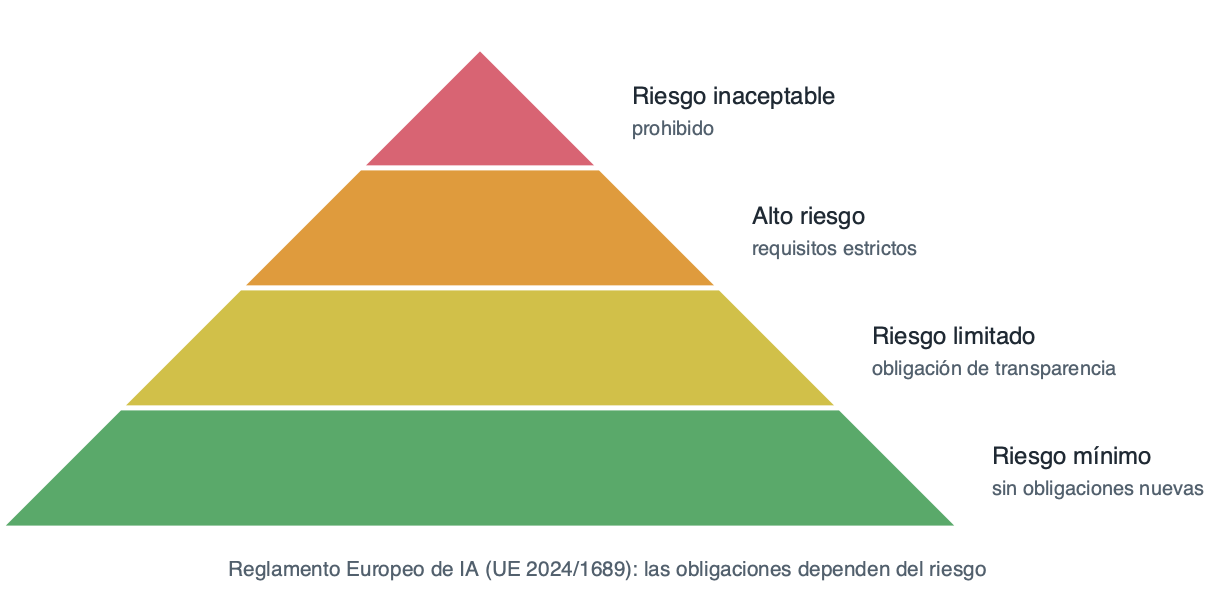 Riesgo inaceptable
prohibido
Alto riesgo
requisitos estrictos
Riesgo limitado
obligación de transparencia
Riesgo mínimo
sin obligaciones nuevas
Reglamento Europeo de IA (UE 2024/1689): las obligaciones dependen del riesgo